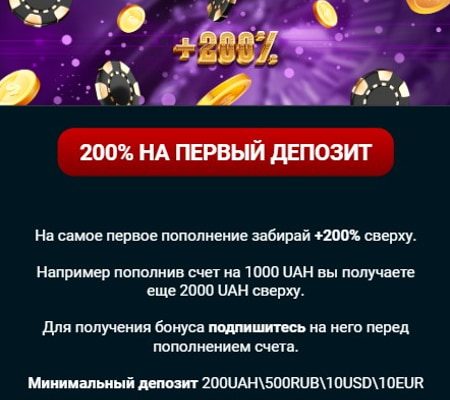 +200%
200% НА ПЕРВЫЙ ДЕПОЗИТ
На самое первое пополнение забирай +200% сверху.
Например пополнив счет на 1000 UAH вы получаете
еще 2000 UAH сверху.
Для получения бонуса подпишитесь на него перед
пополнением счета.
Минимальный депозит 200UAH\500RUB\10USD\10EUR